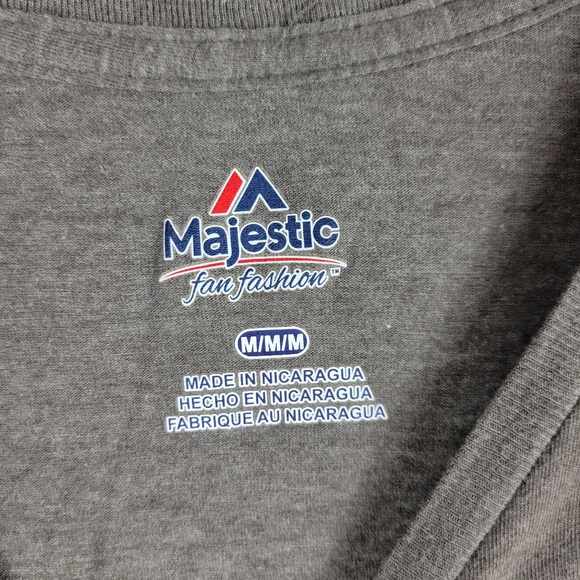 Majestic
fan fashion™
M/M/M
MADE IN NICARAGUA
HECHO EN NICARAGUA
FABRIQUE AU NICARAGUA